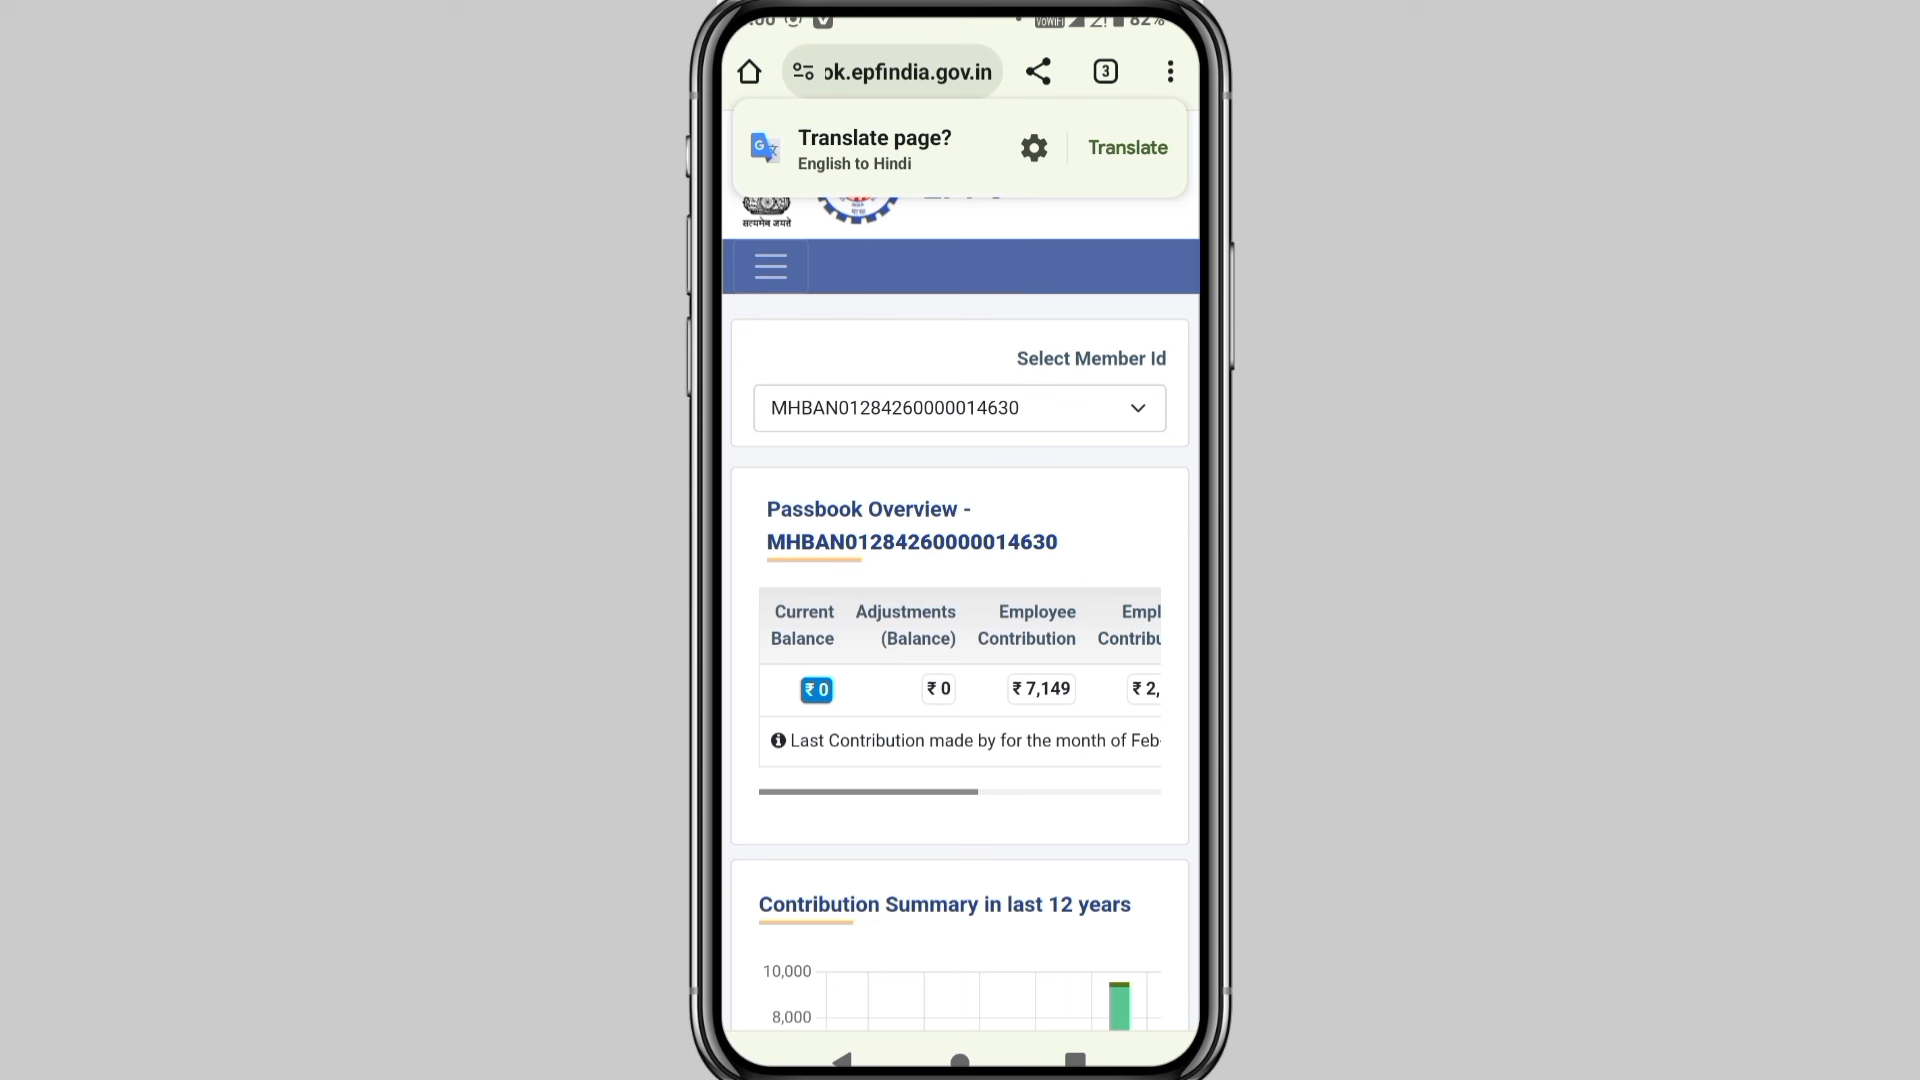 VoWiFi 82%
ok.epfindia.gov.in
3
Translate page?
English to Hindi
Translate
सत्यमेव जयते
Select Member Id
MHBAN01284260000014630
Passbook Overview -
MHBAN01284260000014630
Current Balance
Adjustments (Balance)
Employee Contribution
Empl
Contribu
₹ 0
₹ 0
₹ 7,149
₹ 2,
Last Contribution made by for the month of Feb-
Contribution Summary in last 12 years
10,000
8,000